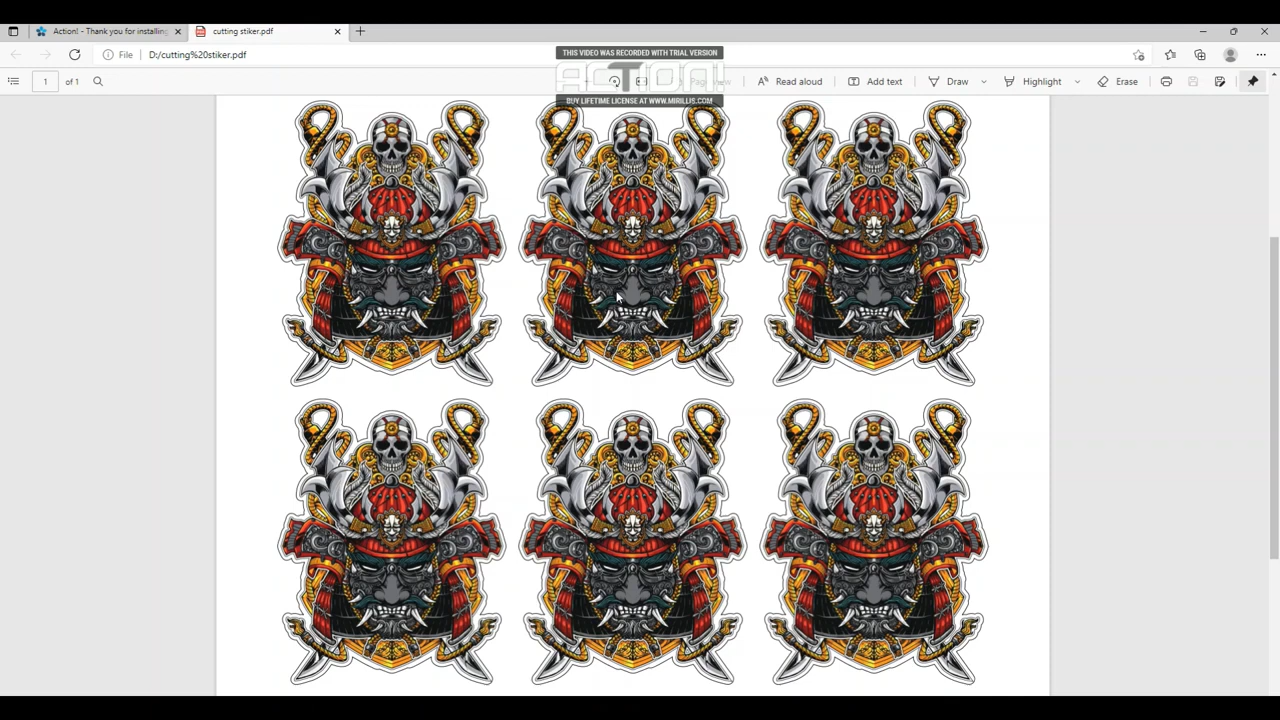 Action! - Thank you for installing
cutting stiker.pdf
File D:/cutting%20stiker.pdf
THIS VIDEO WAS RECORDED WITH TRIAL VERSION
ACTION!
BUY LIFETIME LICENSE AT WWW.MIRILLIS.COM
1 of 1
Read aloud
Add text
Draw
Highlight
Erase